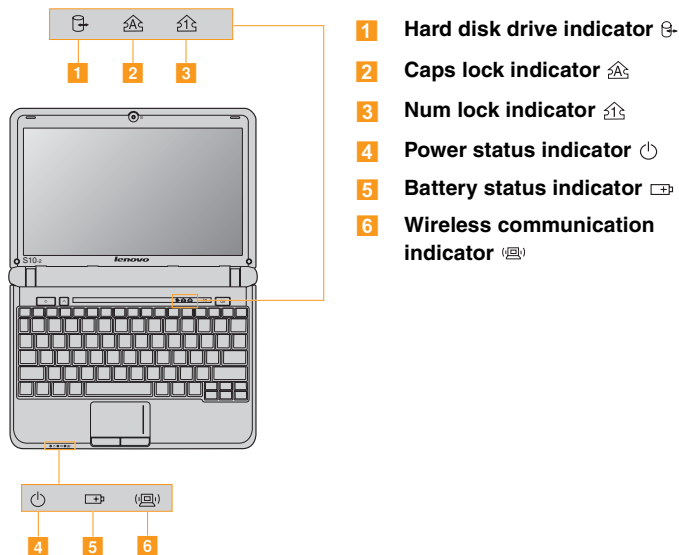 1 2 3
S10-2
lenovo
4 5 6
1 Hard disk drive indicator
2 Caps lock indicator
3 Num lock indicator
4 Power status indicator
5 Battery status indicator
6 Wireless communication
indicator